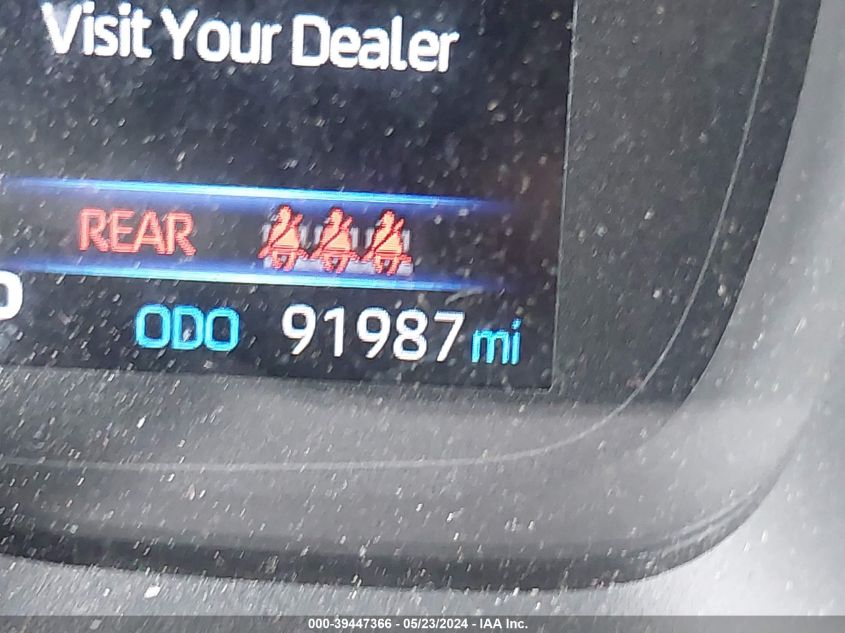 Visit Your Dealer
REAR
ODO 91987 mi
000-39447366 - 05/23/2024 - IAA Inc.